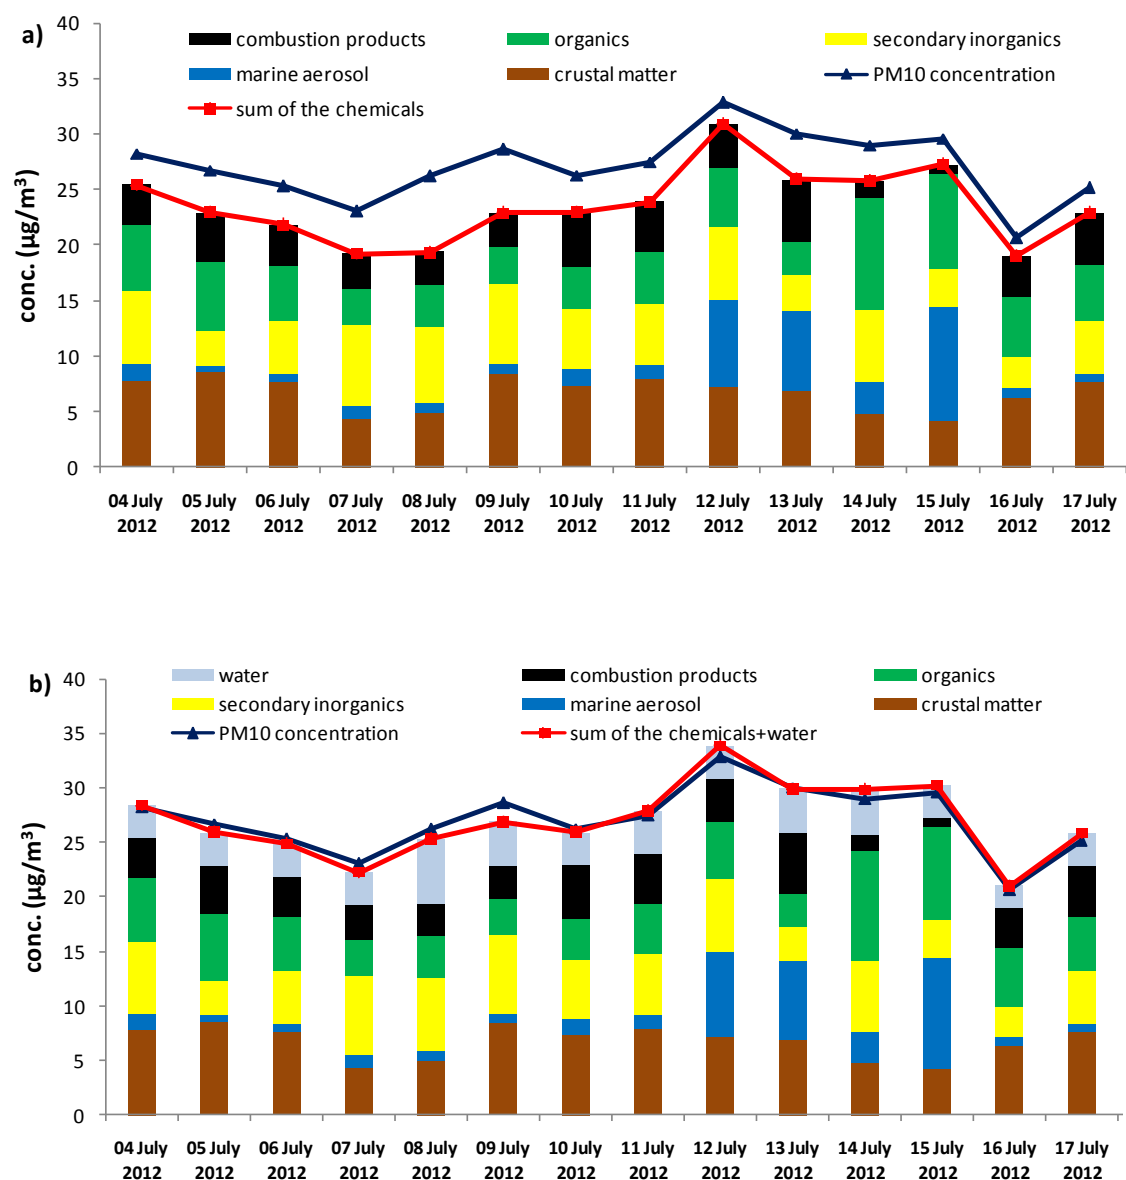 a)
combustion products organics secondary inorganics
marine aerosol crustal matter PM10 concentration
sum of the chemicals
conc. (µg/m³)
40
35
30
25
20
15
10
5
0
04 July 05 July 06 July 07 July 08 July 09 July 10 July 11 July 12 July 13 July 14 July 15 July 16 July 17 July
2012 2012 2012 2012 2012 2012 2012 2012 2012 2012 2012 2012 2012 2012
b)
water combustion products organics
secondary inorganics marine aerosol crustal matter
PM10 concentration sum of the chemicals+water
conc. (µg/m³)
40
35
30
25
20
15
10
5
0
04 July 05 July 06 July 07 July 08 July 09 July 10 July 11 July 12 July 13 July 14 July 15 July 16 July 17 July
2012 2012 2012 2012 2012 2012 2012 2012 2012 2012 2012 2012 2012 2012